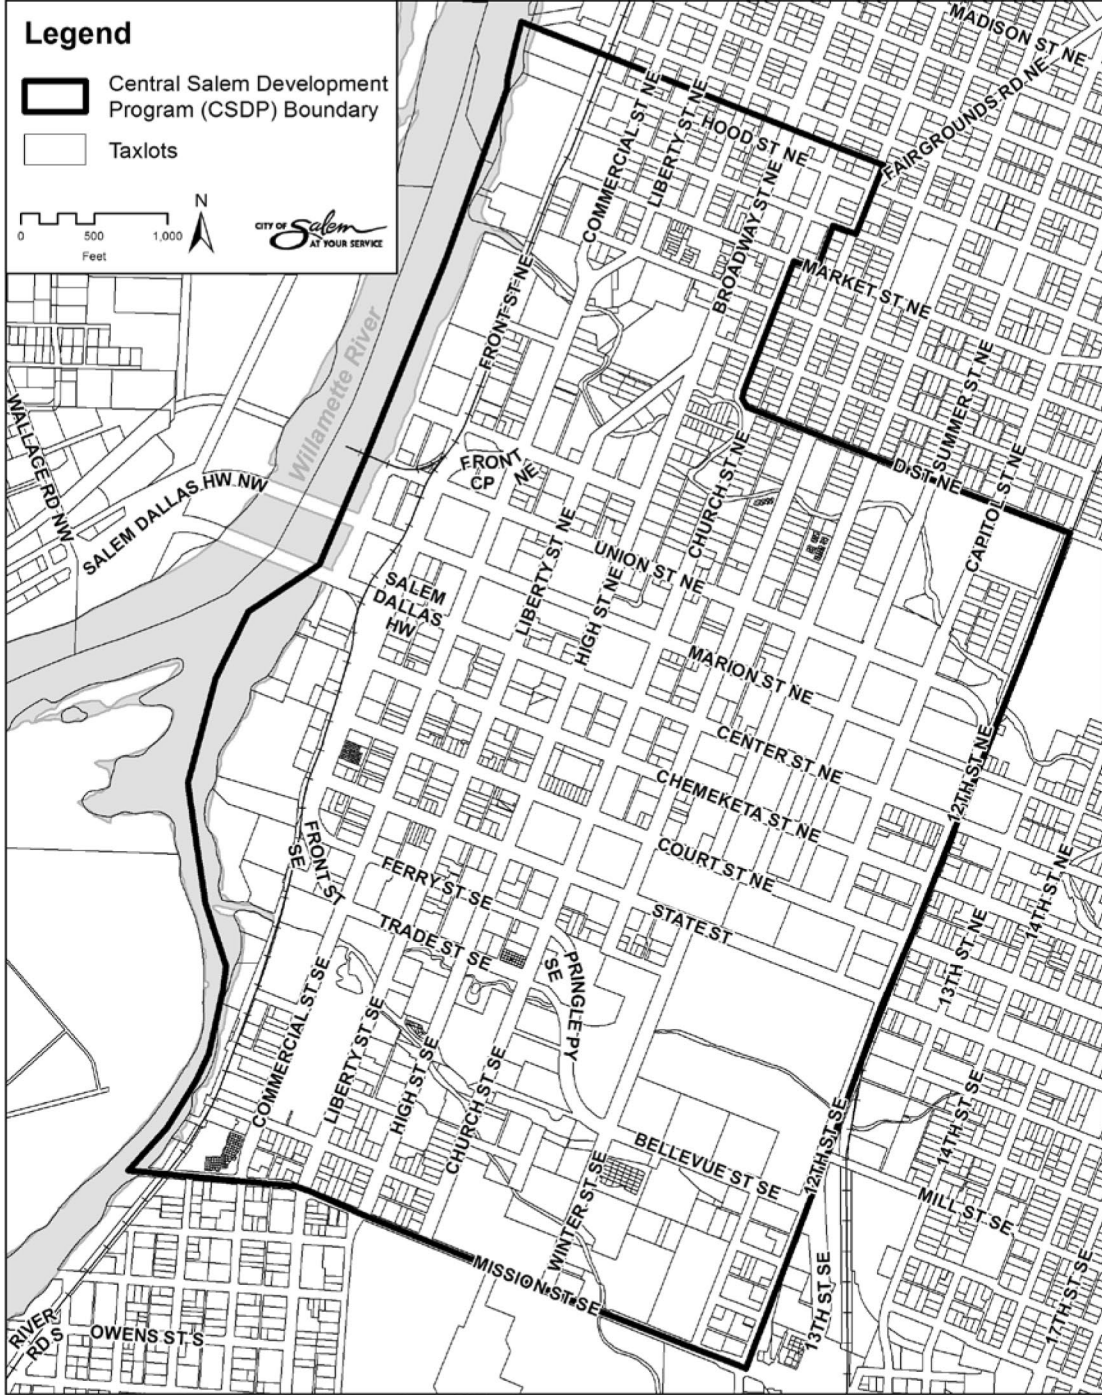 Legend
Central Salem Development
Program (CSDP) Boundary
Taxlots
N
0 500 1,000
Feet
CITY OF Salem
AT YOUR SERVICE
MADISON ST NE
FAIRGROUNDS RD NE
COMMERCIAL ST NE
LIBERTY ST NE
HOOD ST NE
BROADWAY ST NE
MARKET ST NE
FRONT ST NE
Willamette River
WALLACE RD NW
SALEM DALLAS HW NW
FRONT
CP
NE
CHURCH ST NE
D ST NE
SUMMER ST NE
CAPITOL ST NE
LIBERTY ST NE
HIGH ST NE
UNION ST NE
SALEM
DALLAS
HW
MARION ST NE
CENTER ST NE
12TH ST NE
CHEMEKETA ST NE
COURT ST NE
STATE ST
FRONT ST
SE
FERRY ST SE
TRADE ST SE
PRINGLE PY
SE
14TH ST NE
13TH ST NE
COMMERCIAL ST SE
LIBERTY ST SE
HIGH ST SE
CHURCH ST SE
BELLEVUE ST SE
12TH ST SE
14TH ST SE
MILL ST SE
WINTER ST SE
MISSION ST SE
13TH ST SE
17TH ST SE
RIVER
RD S
OWENS ST S